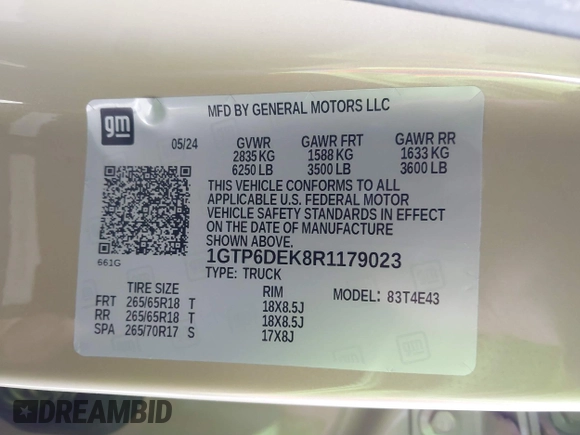 gm
MFD BY GENERAL MOTORS LLC
05/24 GVWR GAWR FRT GAWR RR
2835 KG 1588 KG 1633 KG
6250 LB 3500 LB 3600 LB
THIS VEHICLE CONFORMS TO ALL
APPLICABLE U.S. FEDERAL MOTOR
VEHICLE SAFETY STANDARDS IN EFFECT
ON THE DATE OF MANUFACTURE
SHOWN ABOVE.
661G
1GTP6DEK8R1179023
TYPE: TRUCK
TIRE SIZE RIM MODEL: 83T4E43
FRT 265/65R18 T 18X8.5J
RR 265/65R18 T 18X8.5J
SPA 265/70R17 S 17X8J
DREAMBID